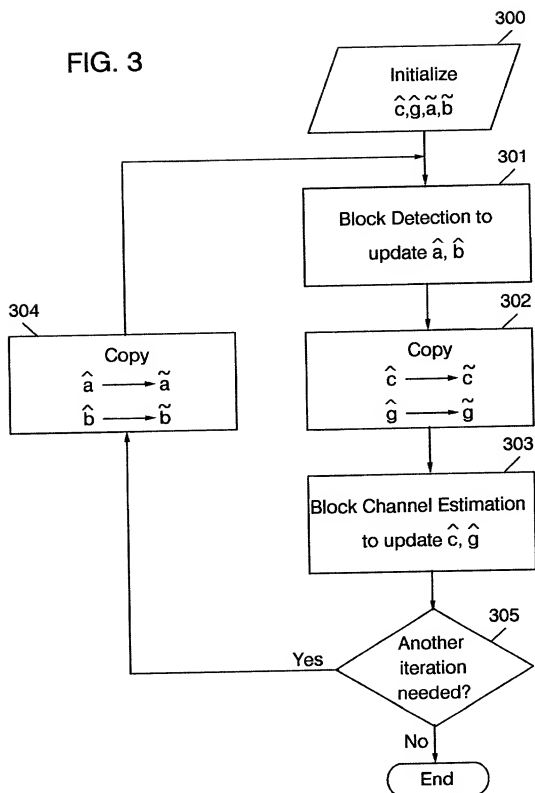 FIG. 3
300
Initialize
ĉ,ĝ,ã,b̃
301
Block Detection to
update â, b̂
302
Copy
ĉ → c̃
ĝ → g̃
304
Copy
â → ã
b̂ → b̃
303
Block Channel Estimation
to update ĉ, ĝ
305
Another
iteration
needed?
Yes
No
End